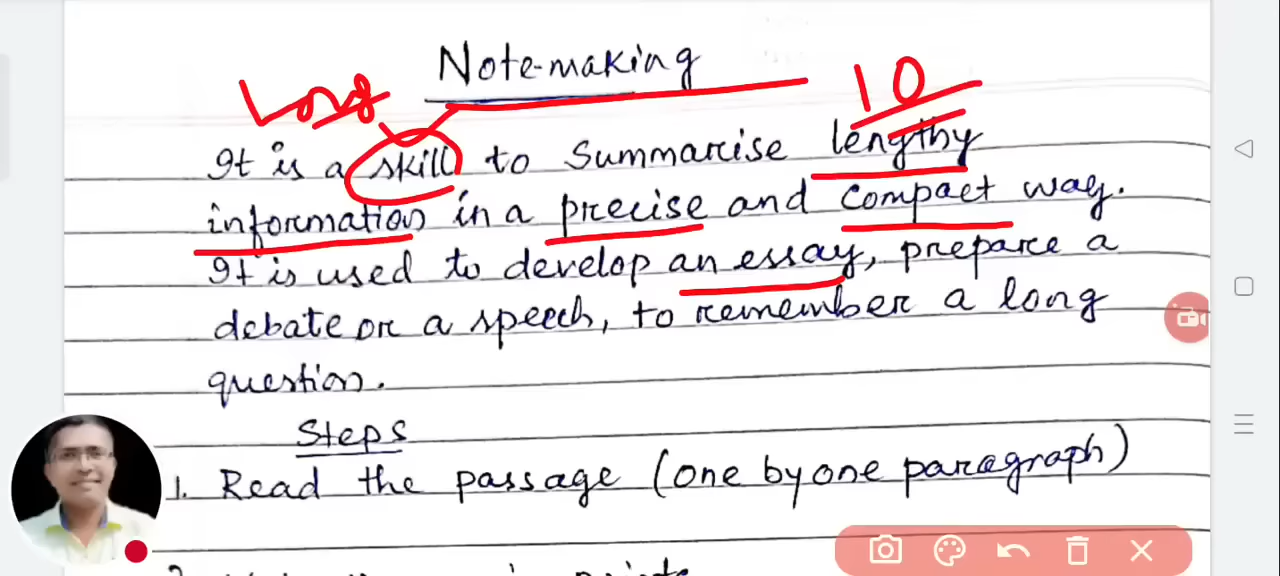 Note-making
10
It is a skill to summarise lengthy
information in a precise and compact way.
It is used to develop an essay, prepare a
debate or a speech, to remember a long
question.
Steps
1. Read the passage (one by one paragraph)